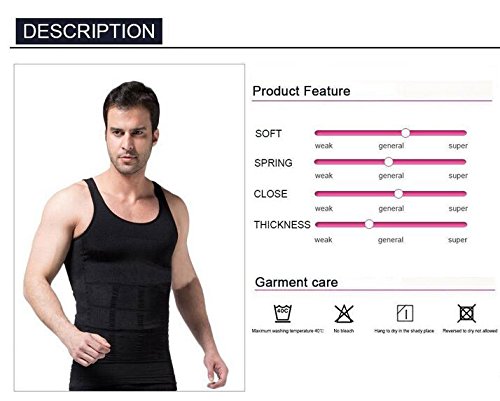 DESCRIPTION
Product Feature
SOFT
weak general super
SPRING
weak general super
CLOSE
weak general super
THICKNESS
weak general super
Garment care
40C
Maximum washing temperature 40℃
No bleach
Hang to dry in the shady place
Reversed to dry not allowed